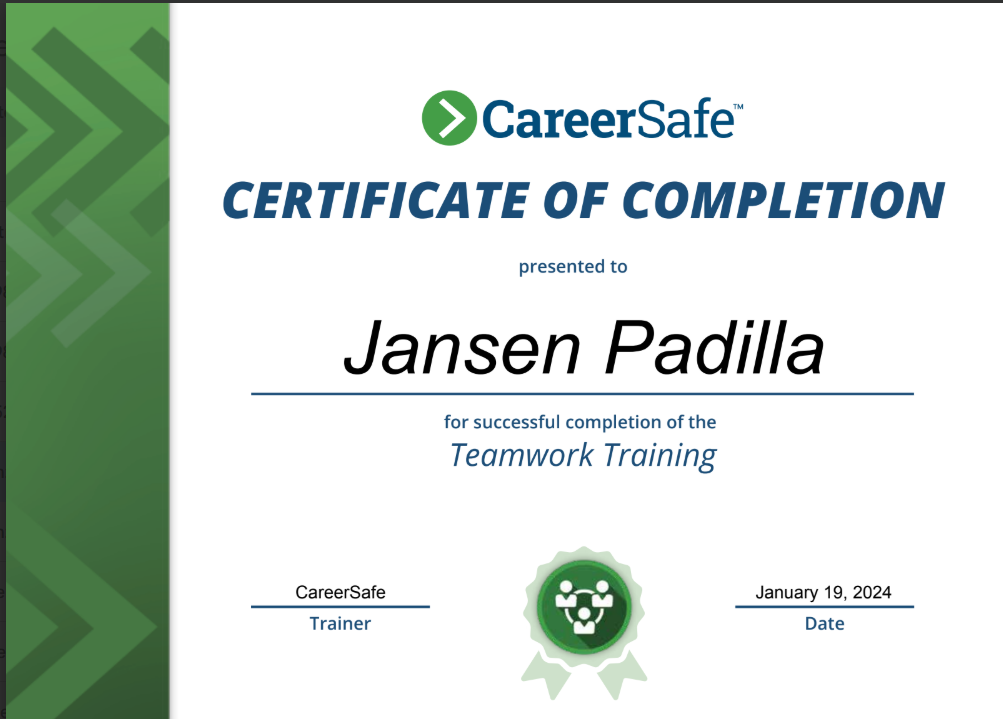 CareerSafe™
CERTIFICATE OF COMPLETION
presented to
Jansen Padilla
for successful completion of the
Teamwork Training
CareerSafe
Trainer
January 19, 2024
Date